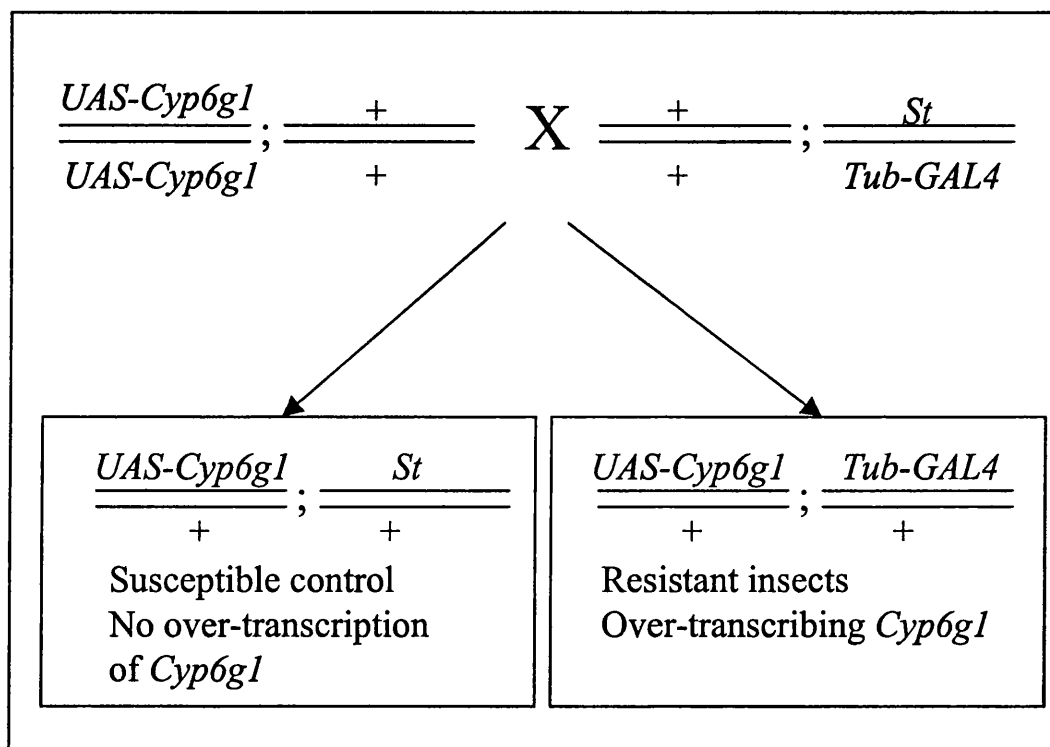 UAS-Cyp6g1 ; + X + ; St
UAS-Cyp6g1 + + Tub-GAL4
UAS-Cyp6g1 ; St
+ +
Susceptible control
No over-transcription
of Cyp6g1
UAS-Cyp6g1 ; Tub-GAL4
+ +
Resistant insects
Over-transcribing Cyp6g1